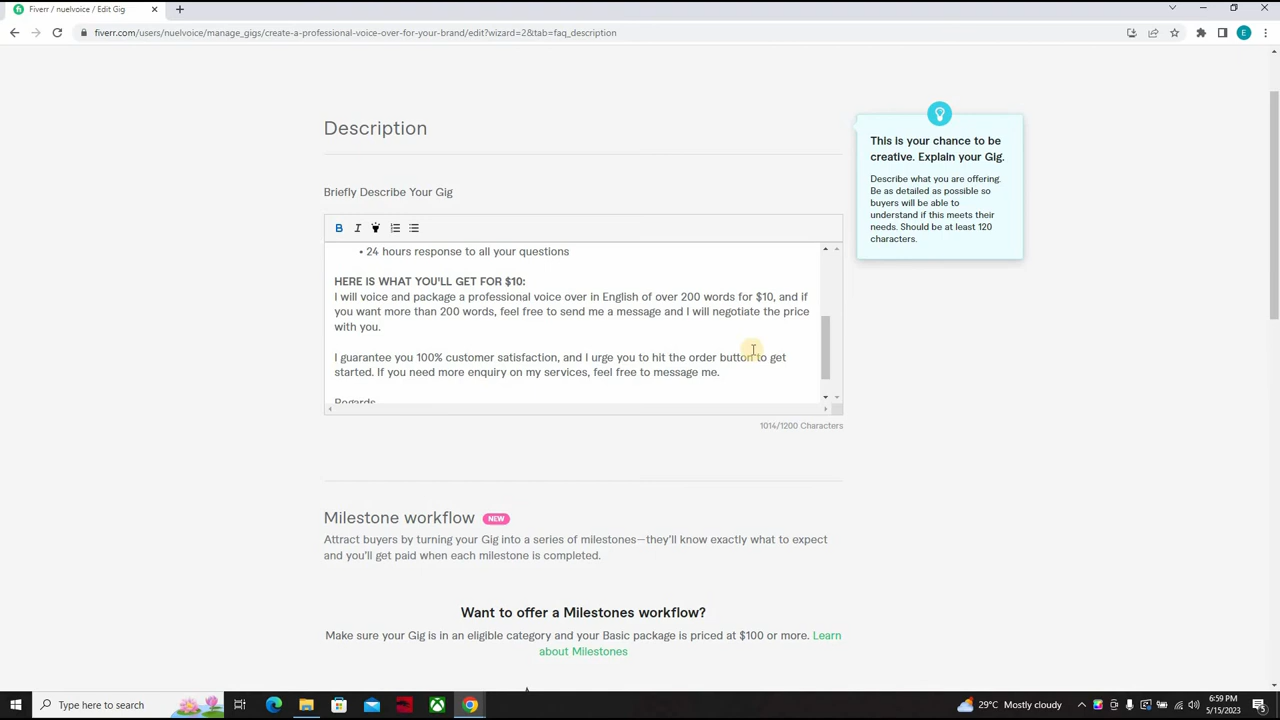 Fiverr / nuelvoice / Edit Gig
fiverr.com/users/nuelvoice/manage_gigs/create-a-professional-voice-over-for-your-brand/edit?wizard=2&tab=faq_description
E
Description
Briefly Describe Your Gig
B I
• 24 hours response to all your questions
HERE IS WHAT YOU'LL GET FOR $10:
I will voice and package a professional voice over in English of over 200 words for $10, and if
you want more than 200 words, feel free to send me a message and I will negotiate the price
with you.
I guarantee you 100% customer satisfaction, and I urge you to hit the order button to get
started. If you need more enquiry on my services, feel free to message me.
Regards
1014/1200 Characters
This is your chance to be
creative. Explain your Gig.
Describe what you are offering.
Be as detailed as possible so
buyers will be able to
understand if this meets their
needs. Should be at least 120
characters.
Milestone workflow NEW
Attract buyers by turning your Gig into a series of milestones—they'll know exactly what to expect
and you'll get paid when each milestone is completed.
Want to offer a Milestones workflow?
Make sure your Gig is in an eligible category and your Basic package is priced at $100 or more. Learn
about Milestones
Type here to search
29°C Mostly cloudy
6:59 PM
5/15/2023